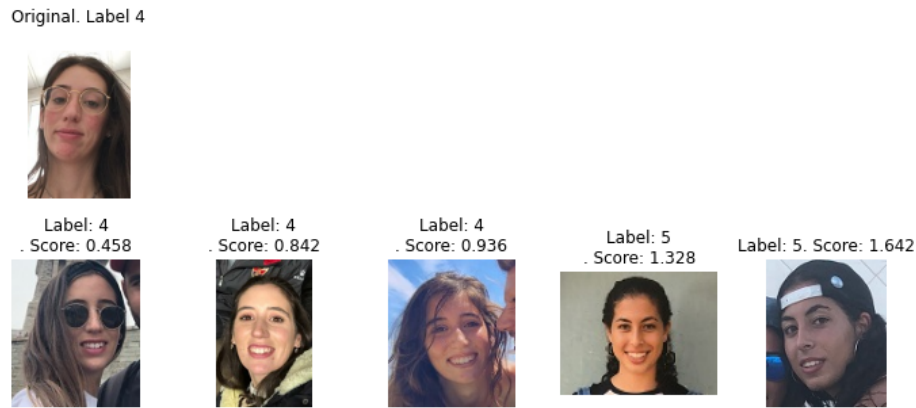 Original. Label 4
Label: 4
. Score: 0.458
Label: 4
. Score: 0.842
Label: 4
. Score: 0.936
Label: 5
. Score: 1.328
Label: 5. Score: 1.642